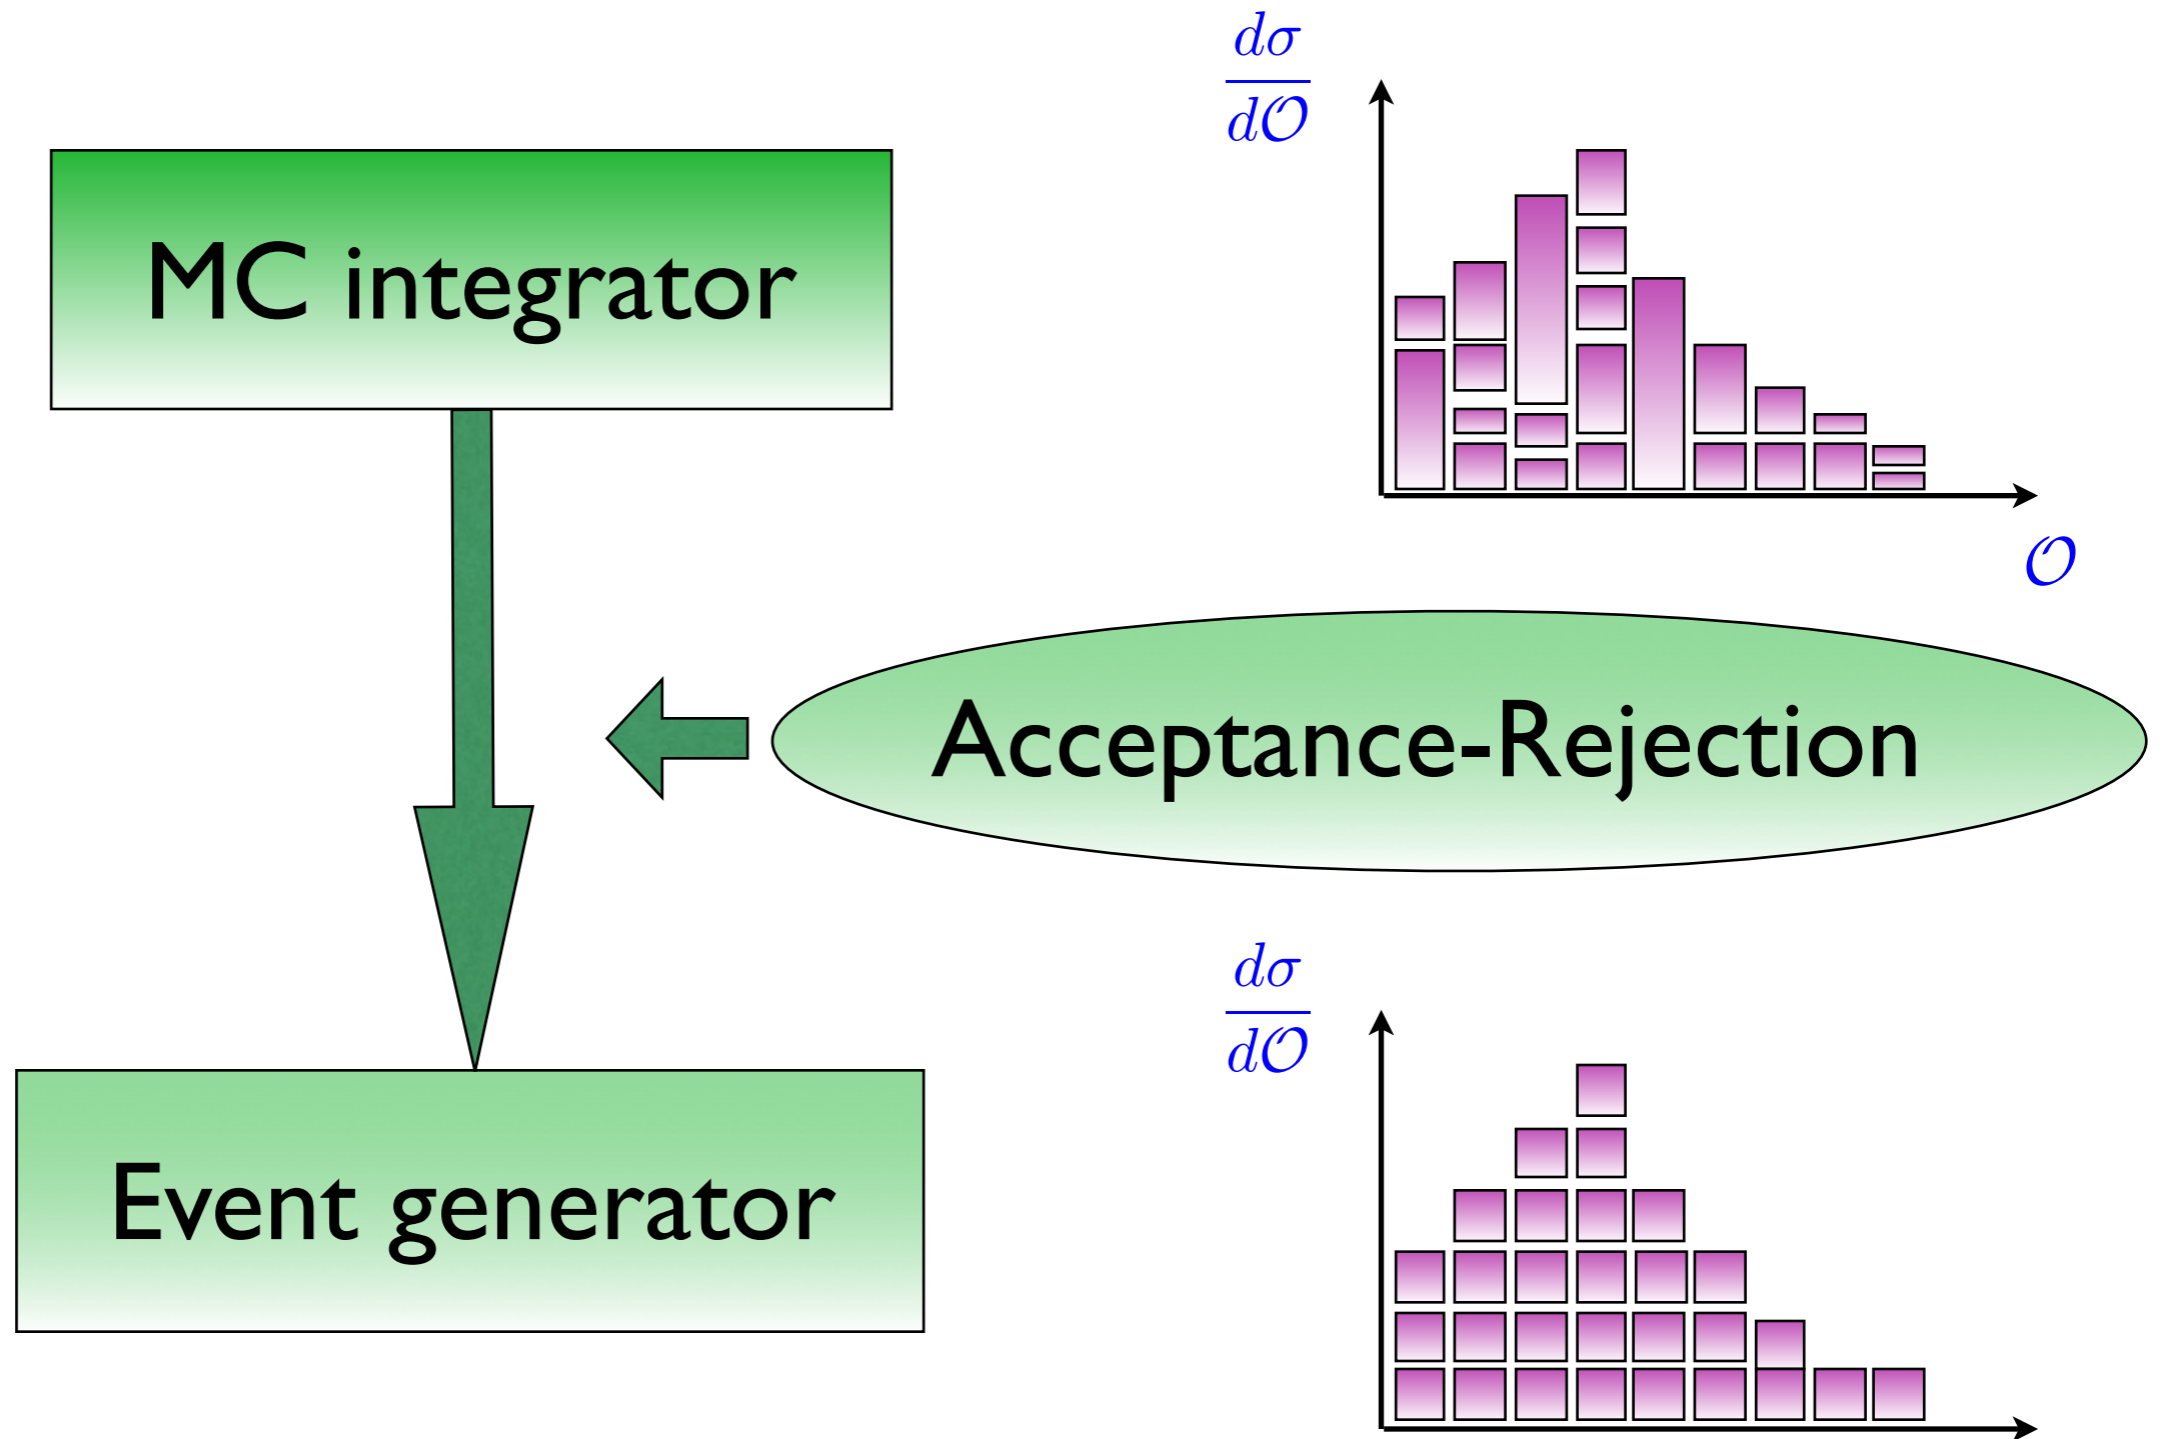 dσ
d𝒪
MC integrator
𝒪
Acceptance-Rejection
dσ
d𝒪
Event generator